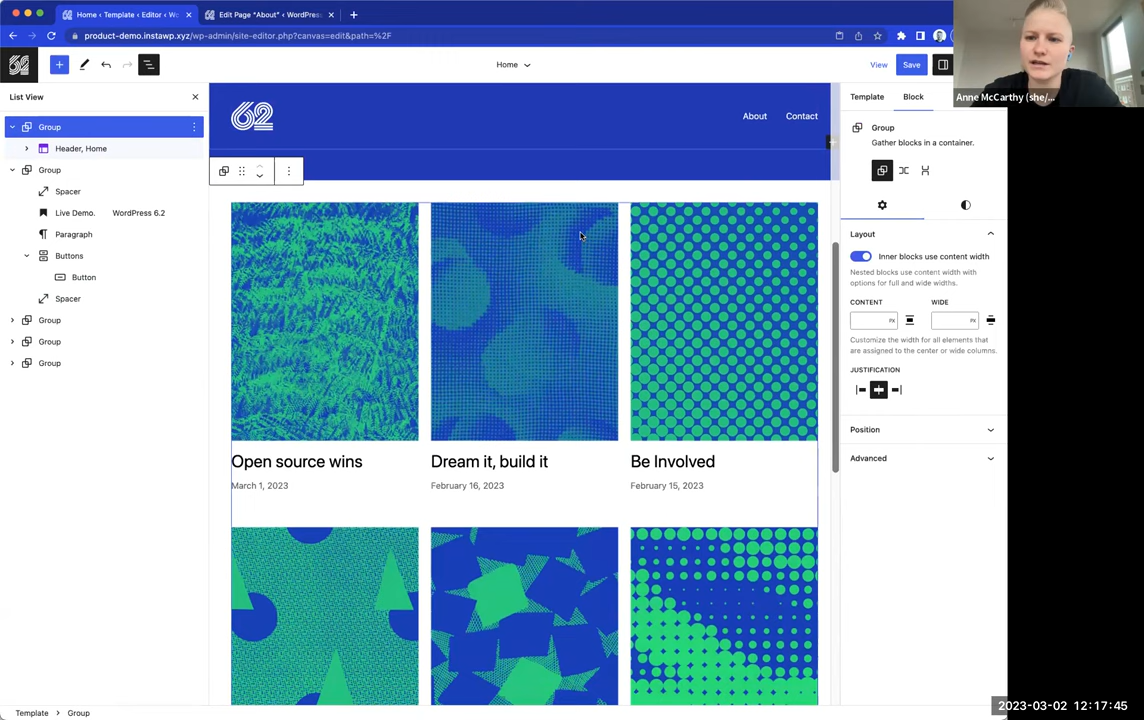 Home ‹ Template ‹ Editor ‹ Wo
Edit Page "About" ‹ WordPress
product-demo.instawp.xyz/wp-admin/site-editor.php?canvas=edit&path=%2F
62
Home
View
Save
Anne McCarthy (she/...
List View
Group
Header, Home
Group
Spacer
Live Demo. WordPress 6.2
Paragraph
Buttons
Button
Spacer
Group
Group
Group
62
About Contact
Open source wins
March 1, 2023
Dream it, build it
February 16, 2023
Be Involved
February 15, 2023
Template Block
Group
Gather blocks in a container.
Layout
Inner blocks use content width
Nested blocks use content width with
options for full and wide widths.
CONTENT WIDE
PX PX
Customize the width for all elements that
are assigned to the center or wide columns.
JUSTIFICATION
Position
Advanced
Template > Group
2023-03-02 12:17:45